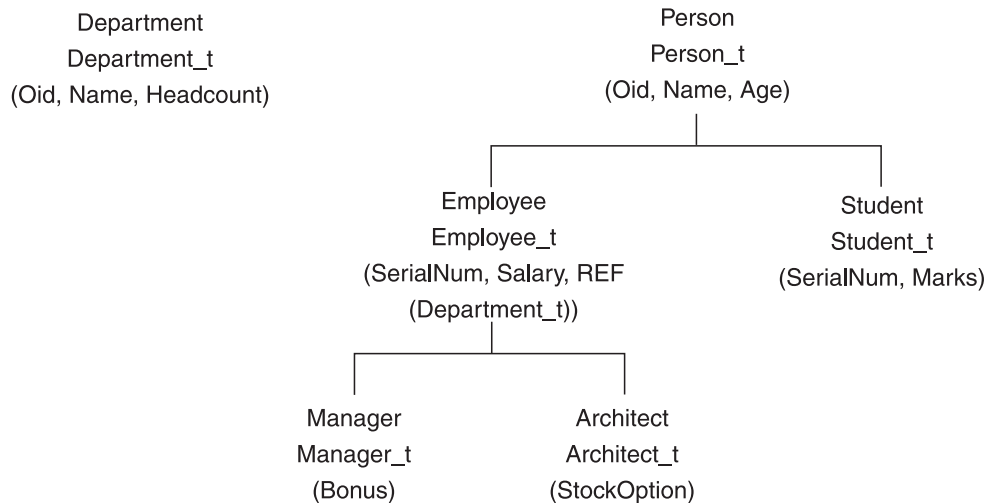 Department
Department_t
(Oid, Name, Headcount)
Person
Person_t
(Oid, Name, Age)
Employee
Employee_t
(SerialNum, Salary, REF
(Department_t))
Student
Student_t
(SerialNum, Marks)
Manager
Manager_t
(Bonus)
Architect
Architect_t
(StockOption)